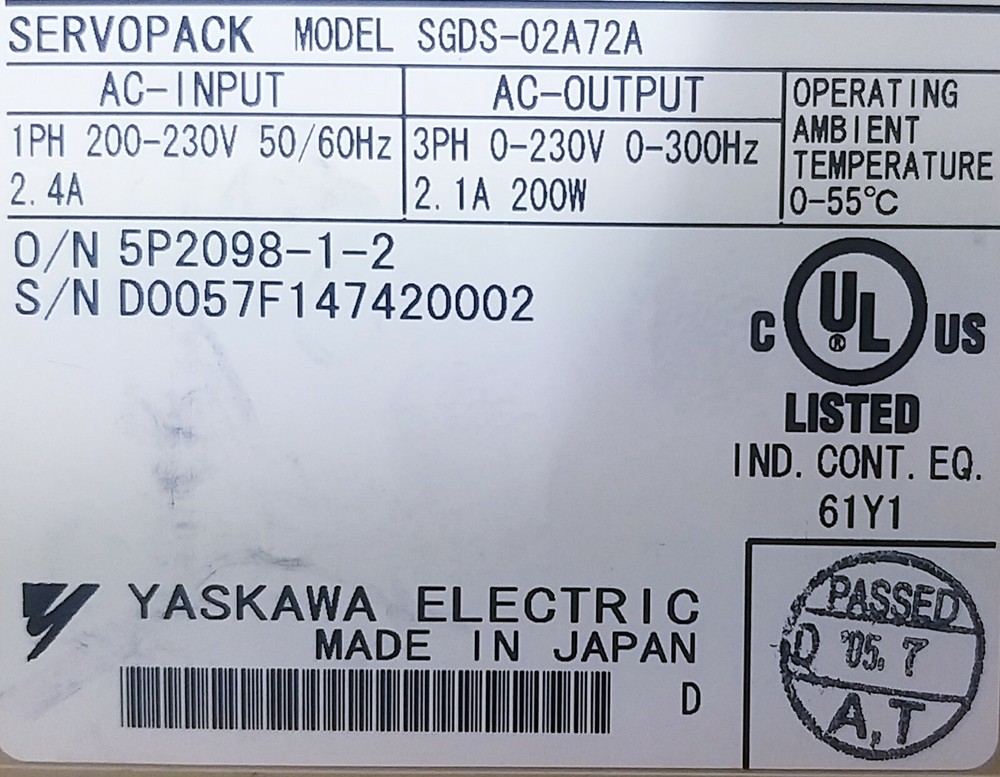 SERVOPACK MODEL SGDS-02A72A
AC-INPUT
1PH 200-230V 50/60Hz
2.4A
AC-OUTPUT
3PH 0-230V 0-300Hz
2.1A 200W
OPERATING
AMBIENT
TEMPERATURE
0-55℃
O/N 5P2098-1-2
S/N D0057F147420002
C UL® US
LISTED
IND. CONT. EQ.
61Y1
YASKAWA ELECTRIC
MADE IN JAPAN
D
PASSED
Q '05. 7
A,T